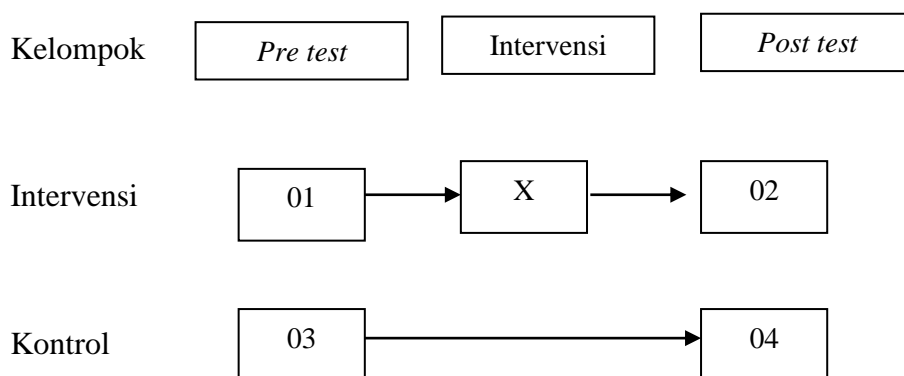 Kelompok Pre test Intervensi Post test
Intervensi 01 X 02
Kontrol 03 04